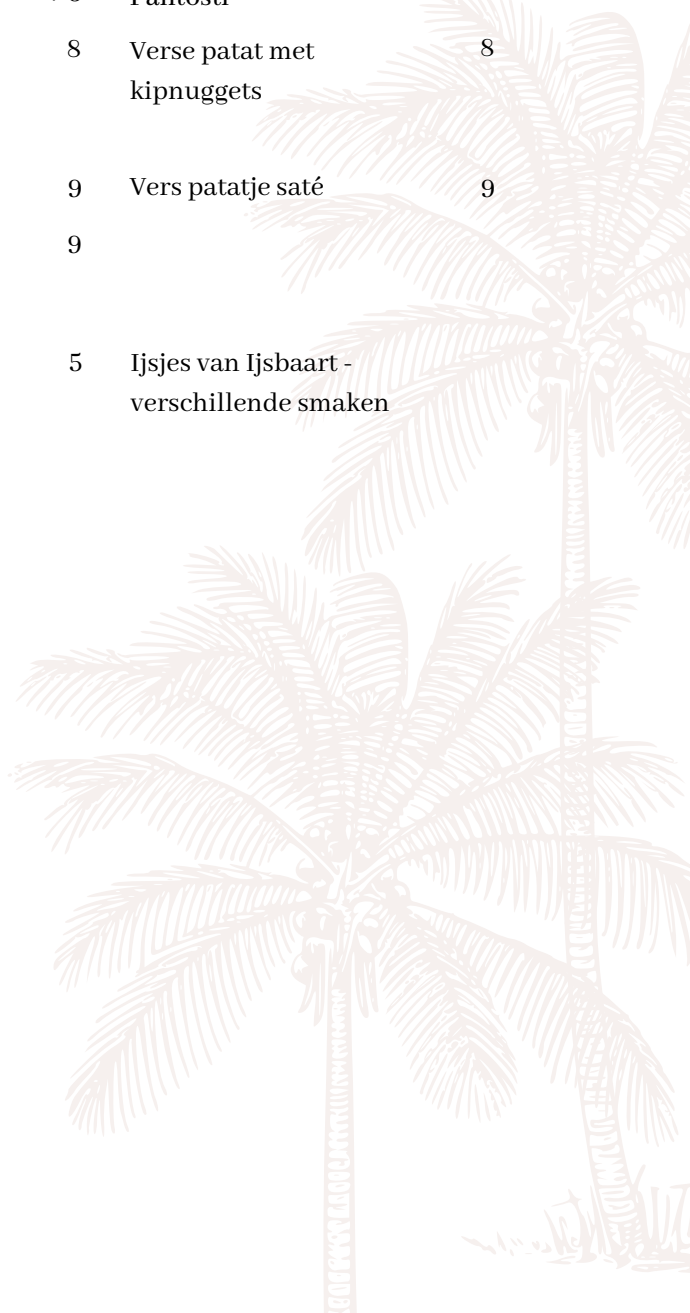 8 Verse patat met 8
kipnuggets
9 Vers patatje saté 9
9
5 Ijsjes van Ijsbaart -
verschillende smaken